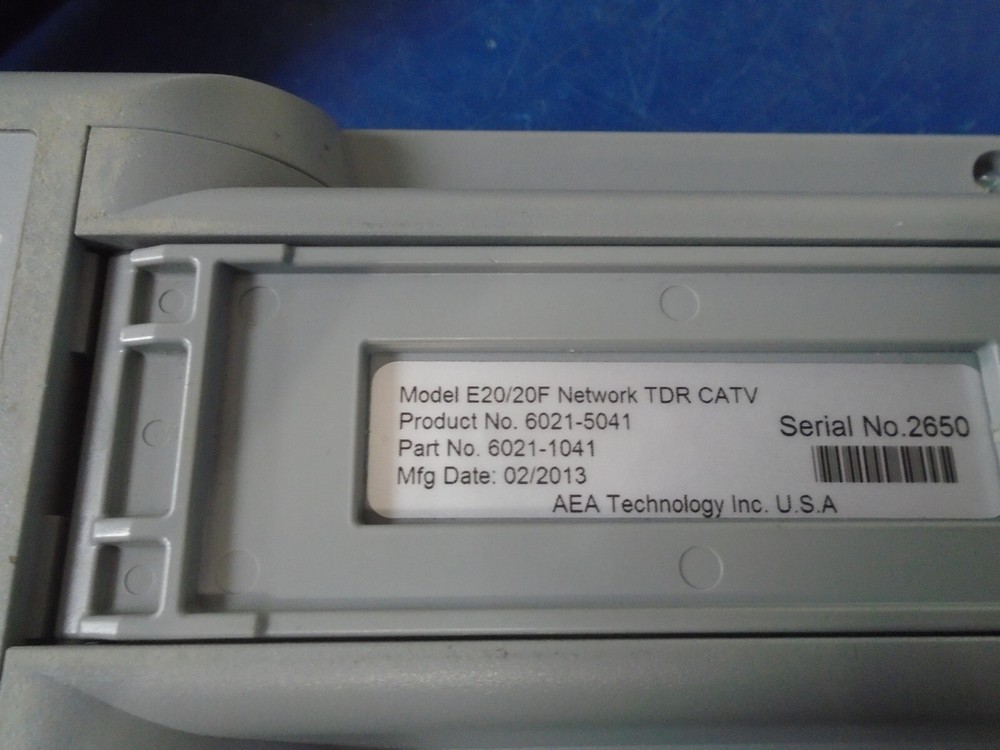 Model E20/20F Network TDR CATV
Product No. 6021-5041
Part No. 6021-1041
Mfg Date: 02/2013
Serial No.2650
AEA Technology Inc. U.S.A